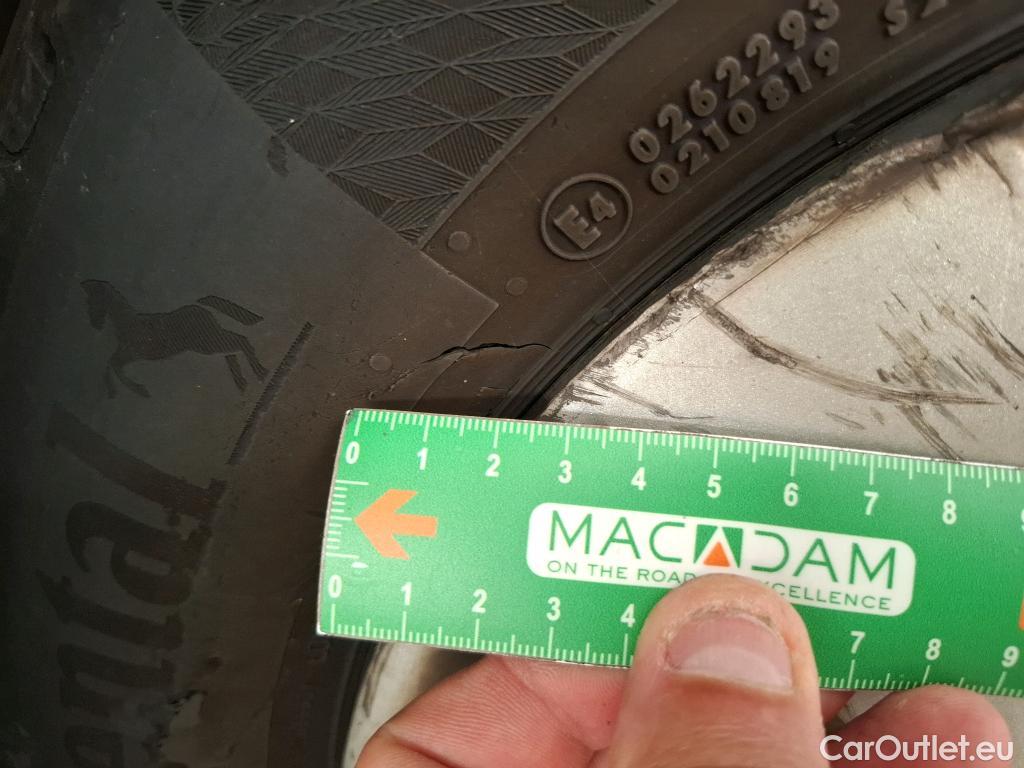 0262293
0210819
E4
0 1 2 3 4 5 6 7 8 9
MACADAM
ON THE ROAD
0 1 2 3 4 7 8 9
CarOutlet.eu